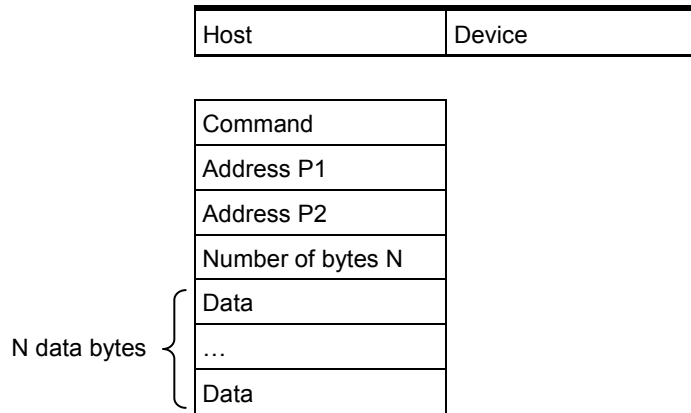 Host Device
Command
Address P1
Address P2
Number of bytes N
Data
N data bytes …
Data